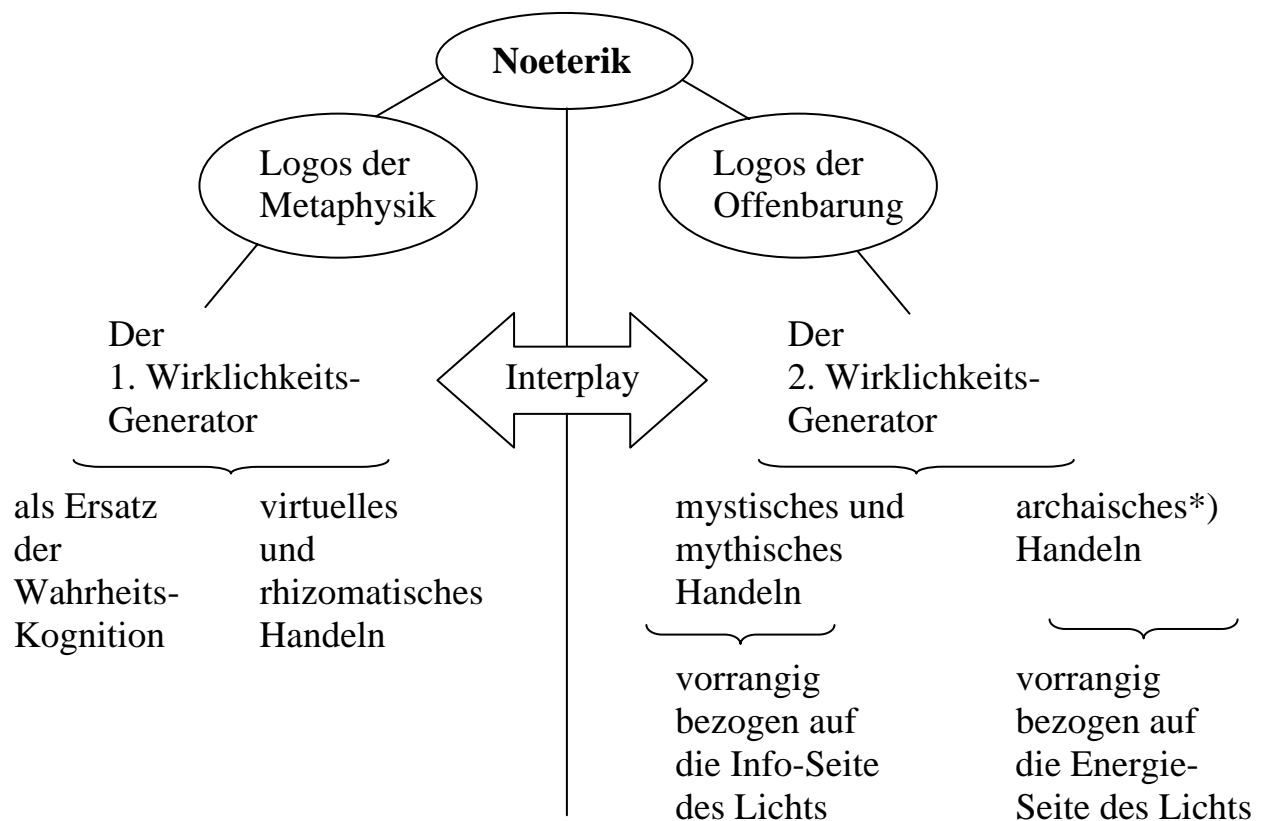 Noeterik
Logos der
Metaphysik
Logos der
Offenbarung
Der
1. Wirklichkeits-
Generator
Interplay
Der
2. Wirklichkeits-
Generator
als Ersatz
der
Wahrheits-
Kognition
virtuelles
und
rhizomatisches
Handeln
mystisches und
mythisches
Handeln
archaisches*)
Handeln
vorrangig
bezogen auf
die Info-Seite
des Lichts
vorrangig
bezogen auf
die Energie-
Seite des Lichts